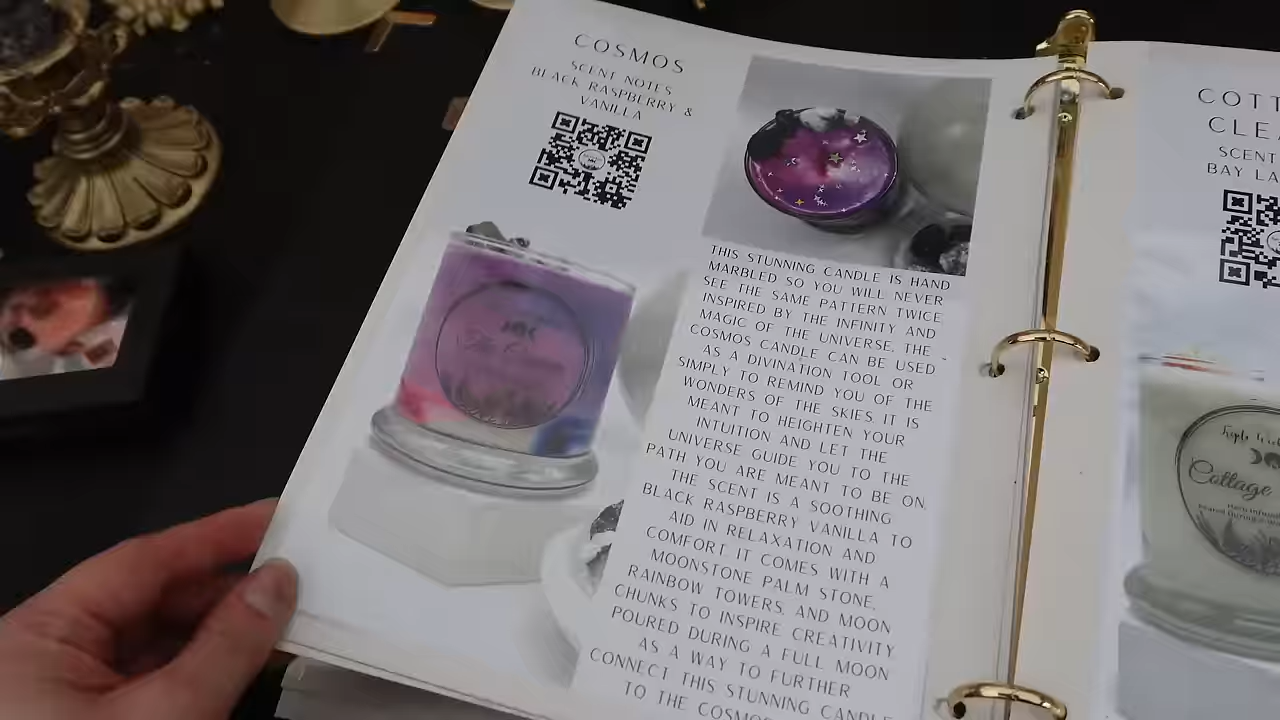 COSMOS
SCENT NOTES
BLACK RASPBERRY &
VANILLA
THIS STUNNING CANDLE IS HAND
MARBLED SO YOU WILL NEVER
SEE THE SAME PATTERN TWICE
INSPIRED BY THE INFINITY AND
MAGIC OF THE UNIVERSE, THE
COSMOS CANDLE CAN BE USED
AS A DIVINATION TOOL OR
SIMPLY TO REMIND YOU OF THE
WONDERS OF THE SKIES. IT IS
MEANT TO HEIGHTEN YOUR
INTUITION AND LET THE
UNIVERSE GUIDE YOU TO THE
PATH YOU ARE MEANT TO BE ON.
THE SCENT IS A SOOTHING
BLACK RASPBERRY VANILLA TO
AID IN RELAXATION AND
COMFORT. IT COMES WITH A
MOONSTONE PALM STONE,
RAINBOW TOWERS, AND MOON
CHUNKS TO INSPIRE CREATIVITY
POURED DURING A FULL MOON
AS A WAY TO FURTHER
CONNECT THIS STUNNING CANDLE
TO THE COSMOS
COTT
CLE
SCENT
BAY LA
Cottage